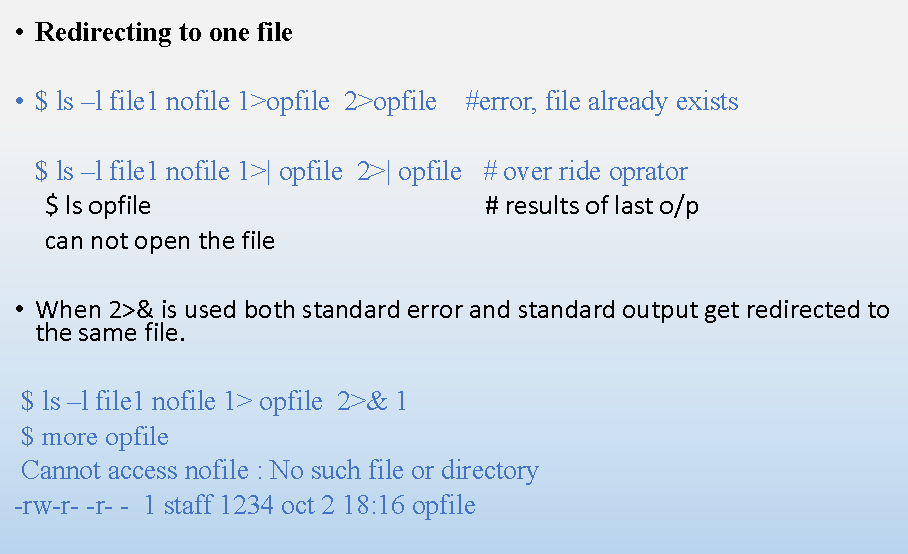 • Redirecting to one file
• $ ls –l file1 nofile 1>opfile 2>opfile #error, file already exists
$ ls –l file1 nofile 1>| opfile 2>| opfile # over ride oprator
$ ls opfile # results of last o/p
can not open the file
• When 2>& is used both standard error and standard output get redirected to
the same file.
$ ls –l file1 nofile 1> opfile 2>& 1
$ more opfile
Cannot access nofile : No such file or directory
-rw-r- -r- - 1 staff 1234 oct 2 18:16 opfile